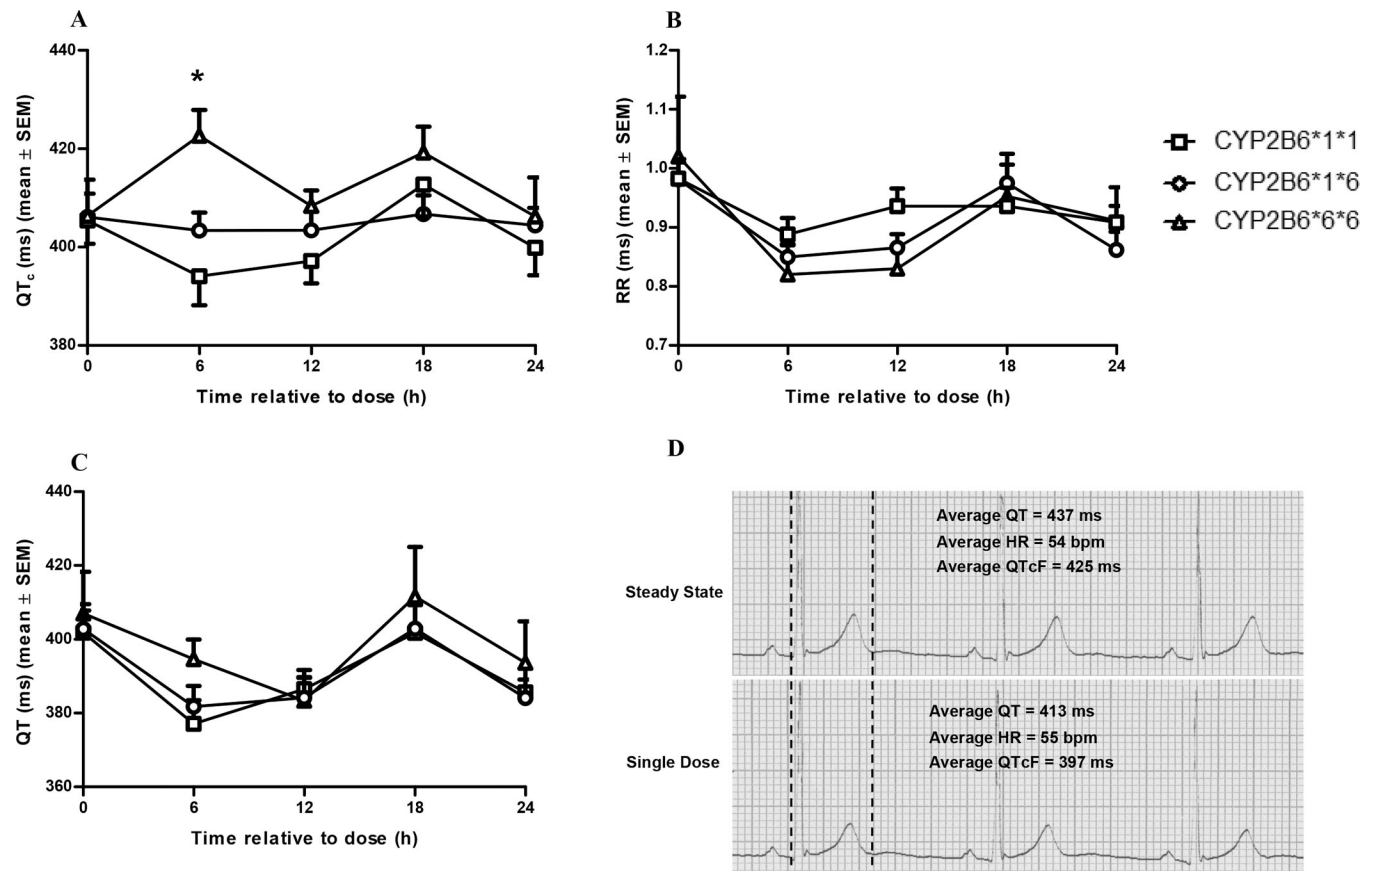 A
440
420
400
380
QTc (ms) (mean ± SEM)
*
0 6 12 18 24
Time relative to dose (h)
B
1.2
1.1
1.0
0.9
0.8
0.7
RR (ms) (mean ± SEM)
0 6 12 18 24
Time relative to dose (h)
CYP2B6*1*1
CYP2B6*1*6
CYP2B6*6*6
C
440
420
400
380
360
QT (ms) (mean ± SEM)
0 6 12 18 24
Time relative to dose (h)
D
Steady State
Average QT = 437 ms
Average HR = 54 bpm
Average QTcF = 425 ms
Single Dose
Average QT = 413 ms
Average HR = 55 bpm
Average QTcF = 397 ms